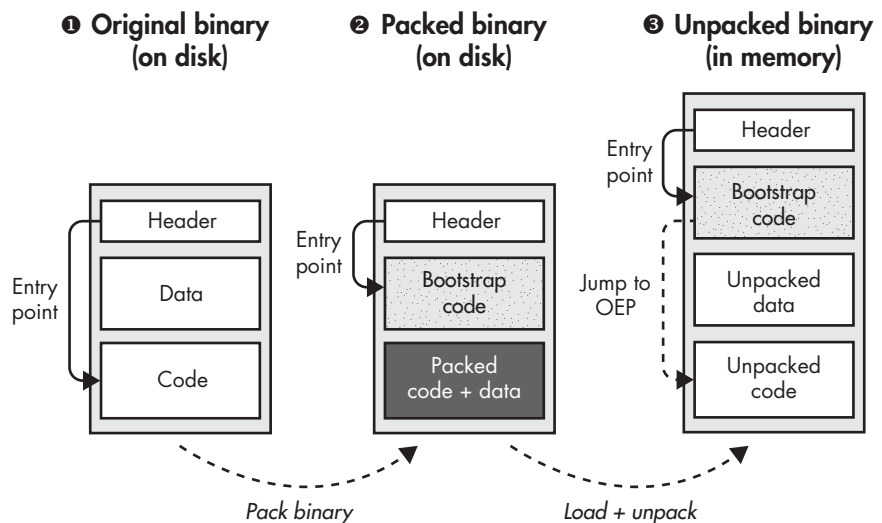 ❶ Original binary
(on disk)
❷ Packed binary
(on disk)
❸ Unpacked binary
(in memory)
Entry
point
Header
Data
Code
Entry
point
Header
Bootstrap
code
Packed
code + data
Entry
point
Header
Bootstrap
code
Jump to
OEP
Unpacked
data
Unpacked
code
Pack binary
Load + unpack